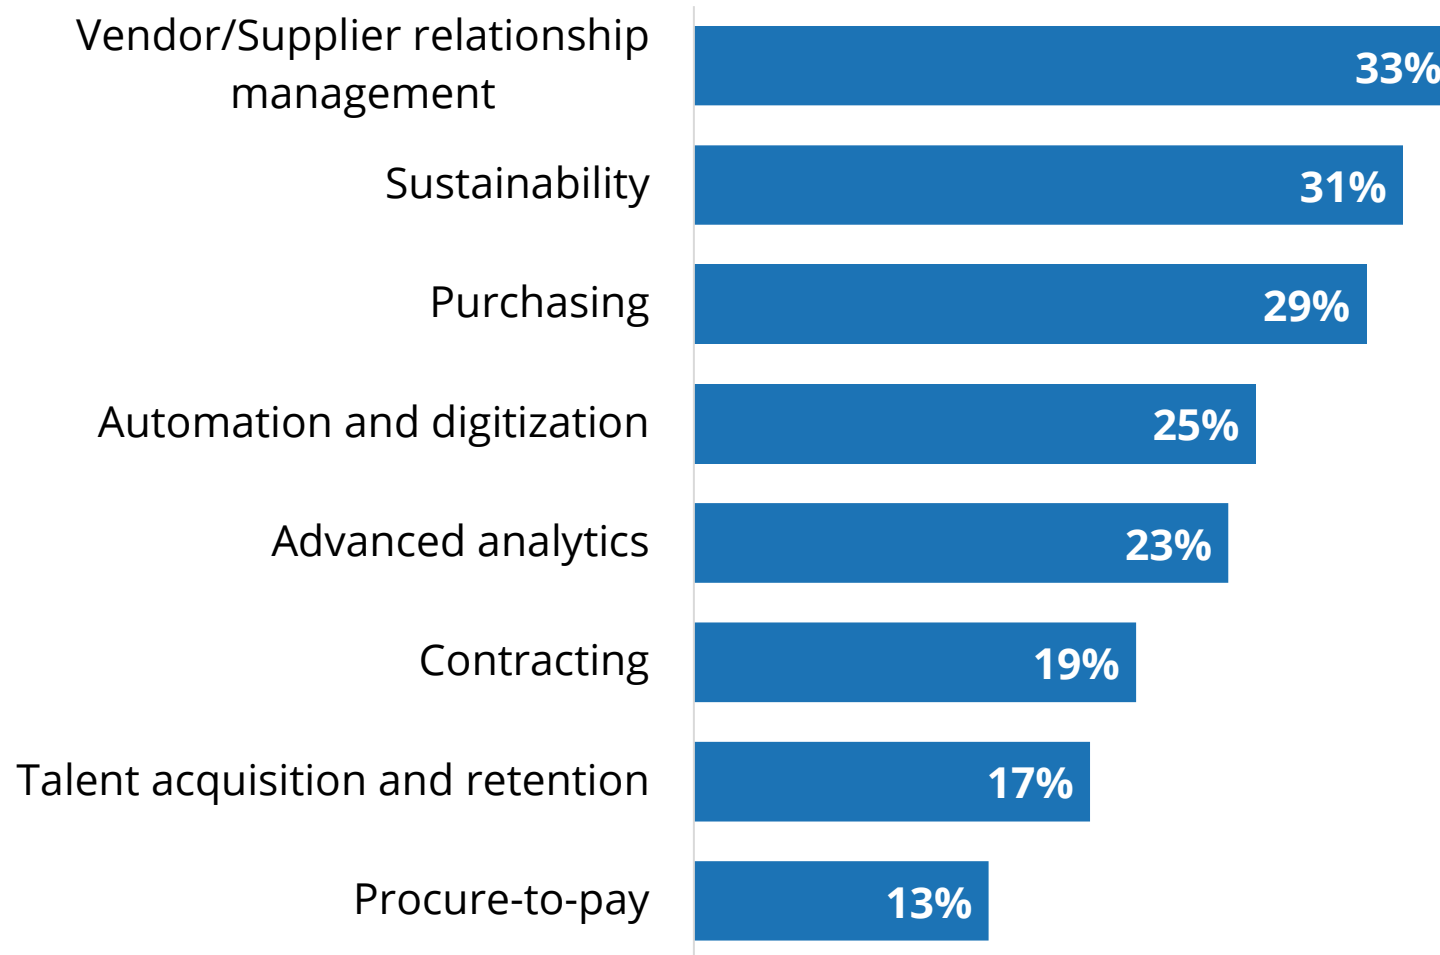 Vendor/Supplier relationship
management
33%
Sustainability
31%
Purchasing
29%
Automation and digitization
25%
Advanced analytics
23%
Contracting
19%
Talent acquisition and retention
17%
Procure-to-pay
13%